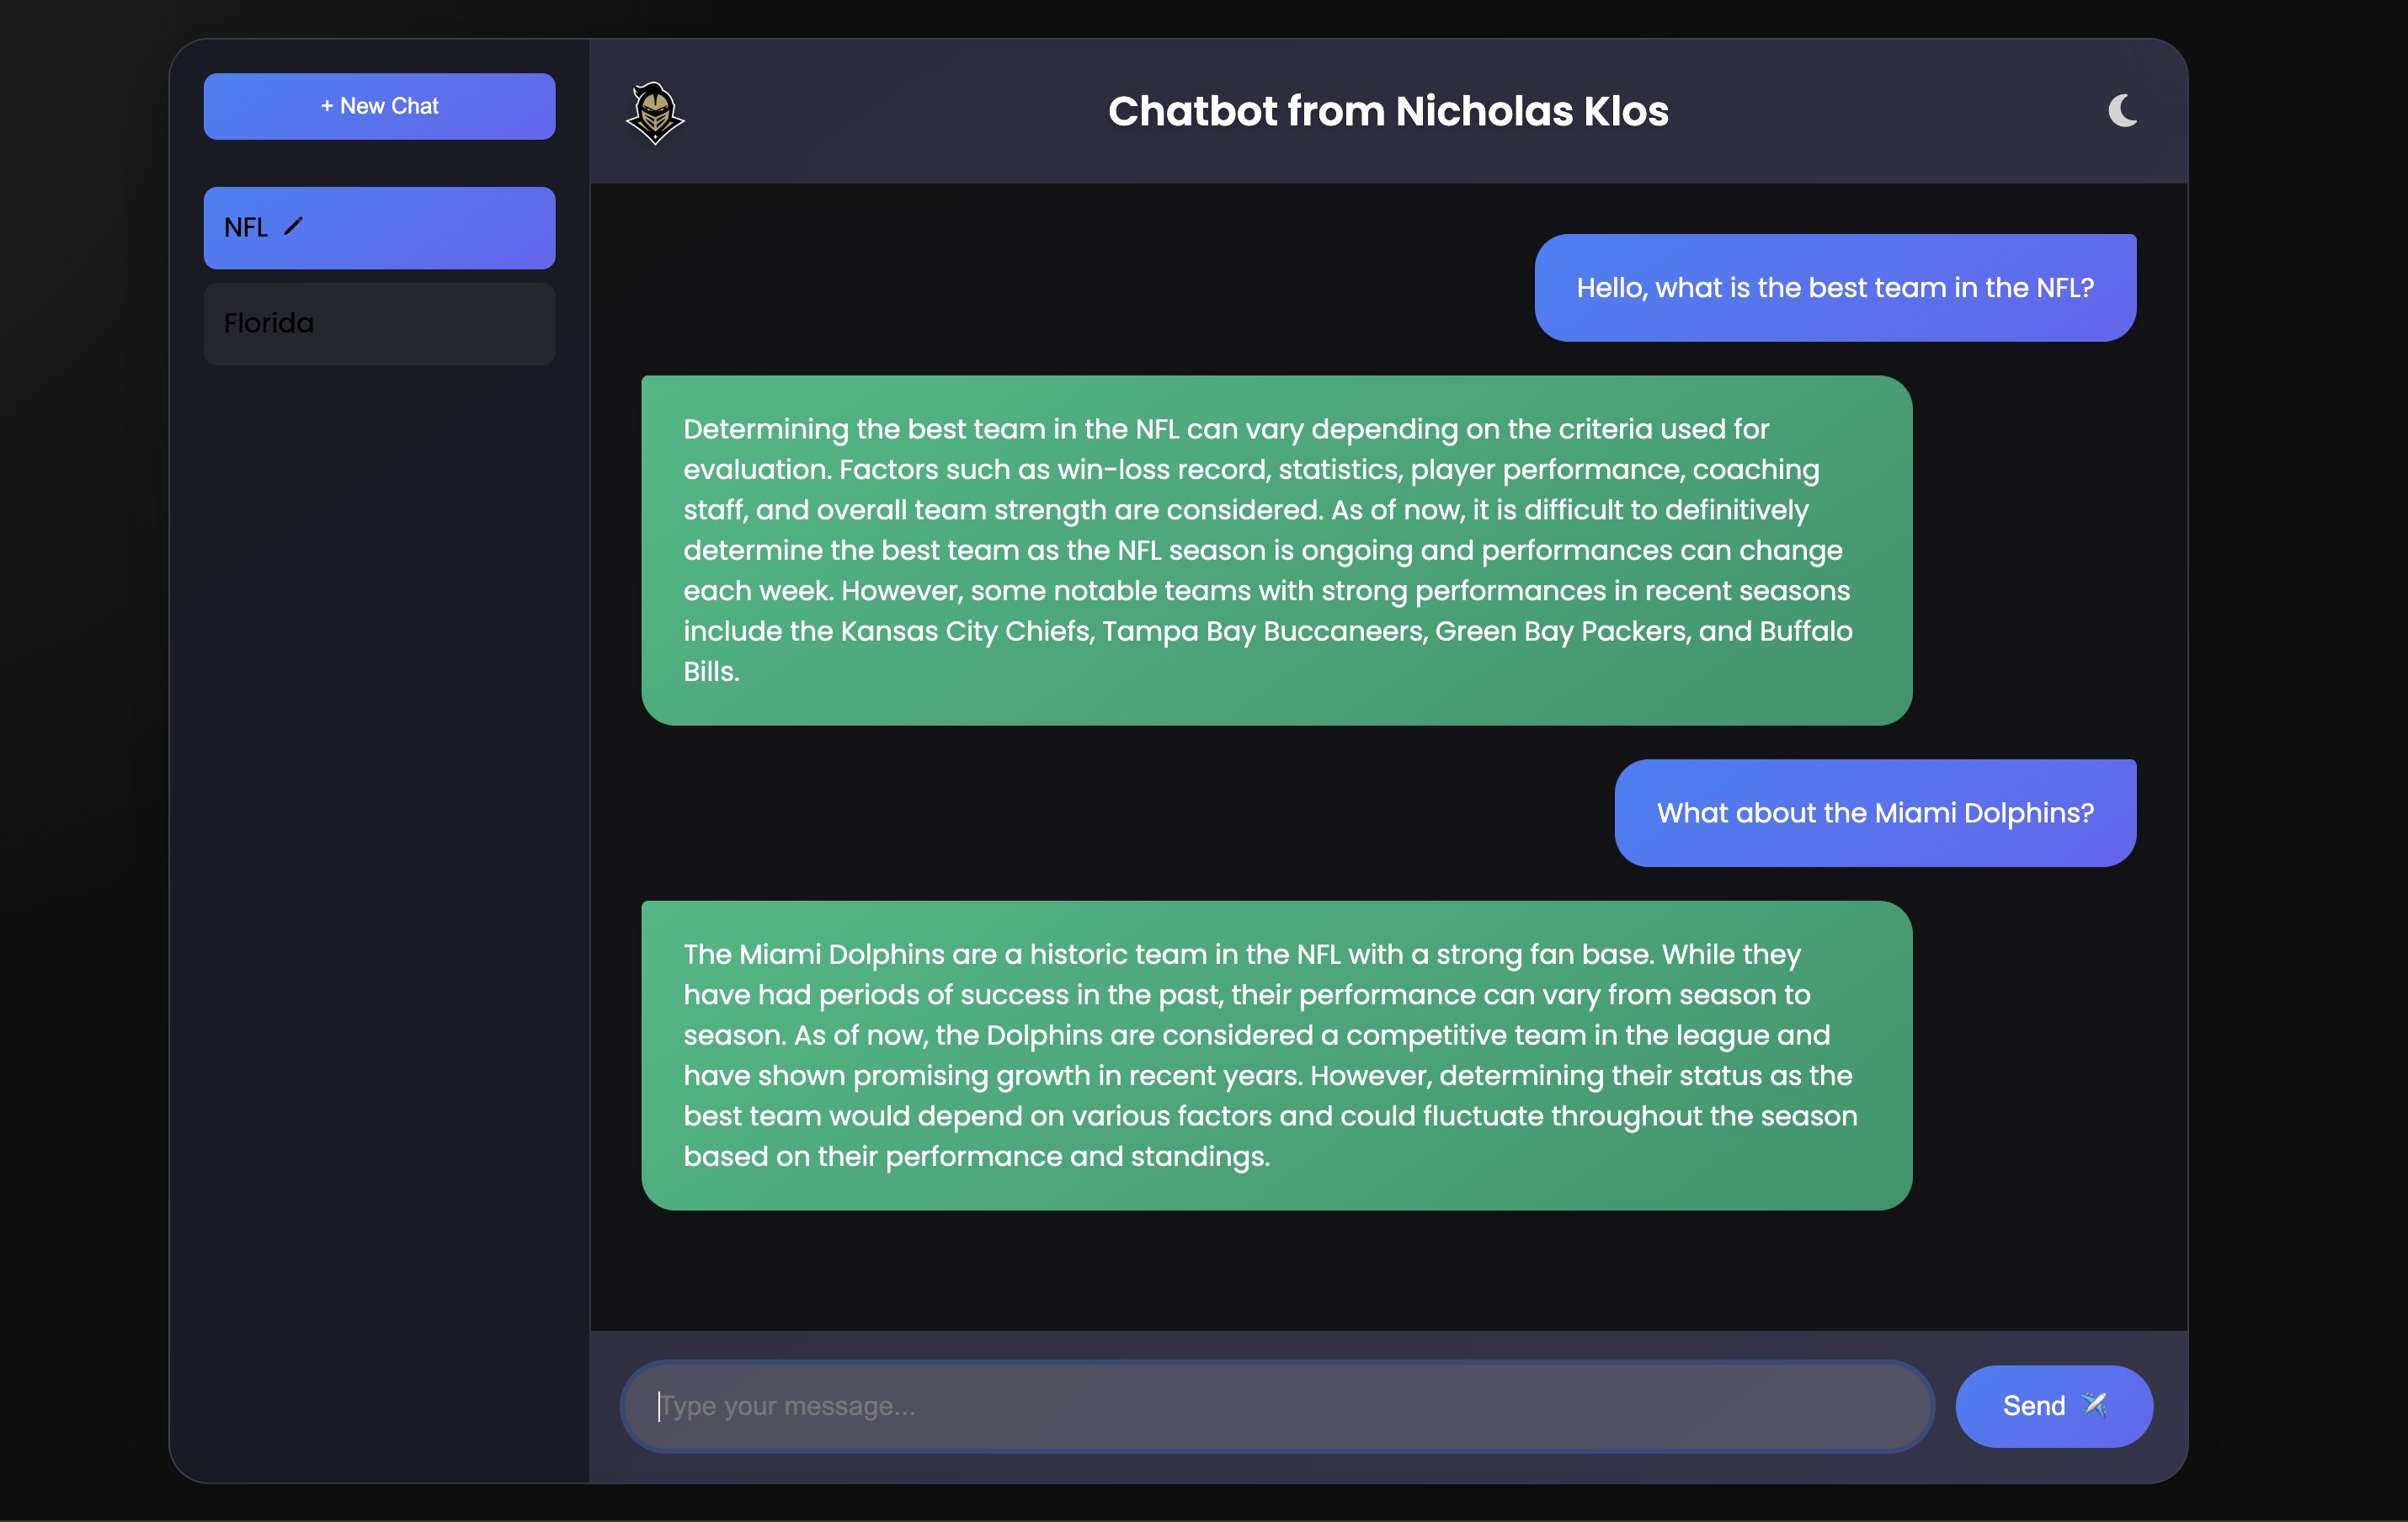 + New Chat
NFL
Florida
Chatbot from Nicholas Klos
Hello, what is the best team in the NFL?
Determining the best team in the NFL can vary depending on the criteria used for
evaluation. Factors such as win-loss record, statistics, player performance, coaching
staff, and overall team strength are considered. As of now, it is difficult to definitively
determine the best team as the NFL season is ongoing and performances can change
each week. However, some notable teams with strong performances in recent seasons
include the Kansas City Chiefs, Tampa Bay Buccaneers, Green Bay Packers, and Buffalo
Bills.
What about the Miami Dolphins?
The Miami Dolphins are a historic team in the NFL with a strong fan base. While they
have had periods of success in the past, their performance can vary from season to
season. As of now, the Dolphins are considered a competitive team in the league and
have shown promising growth in recent years. However, determining their status as the
best team would depend on various factors and could fluctuate throughout the season
based on their performance and standings.
Type your message...
Send